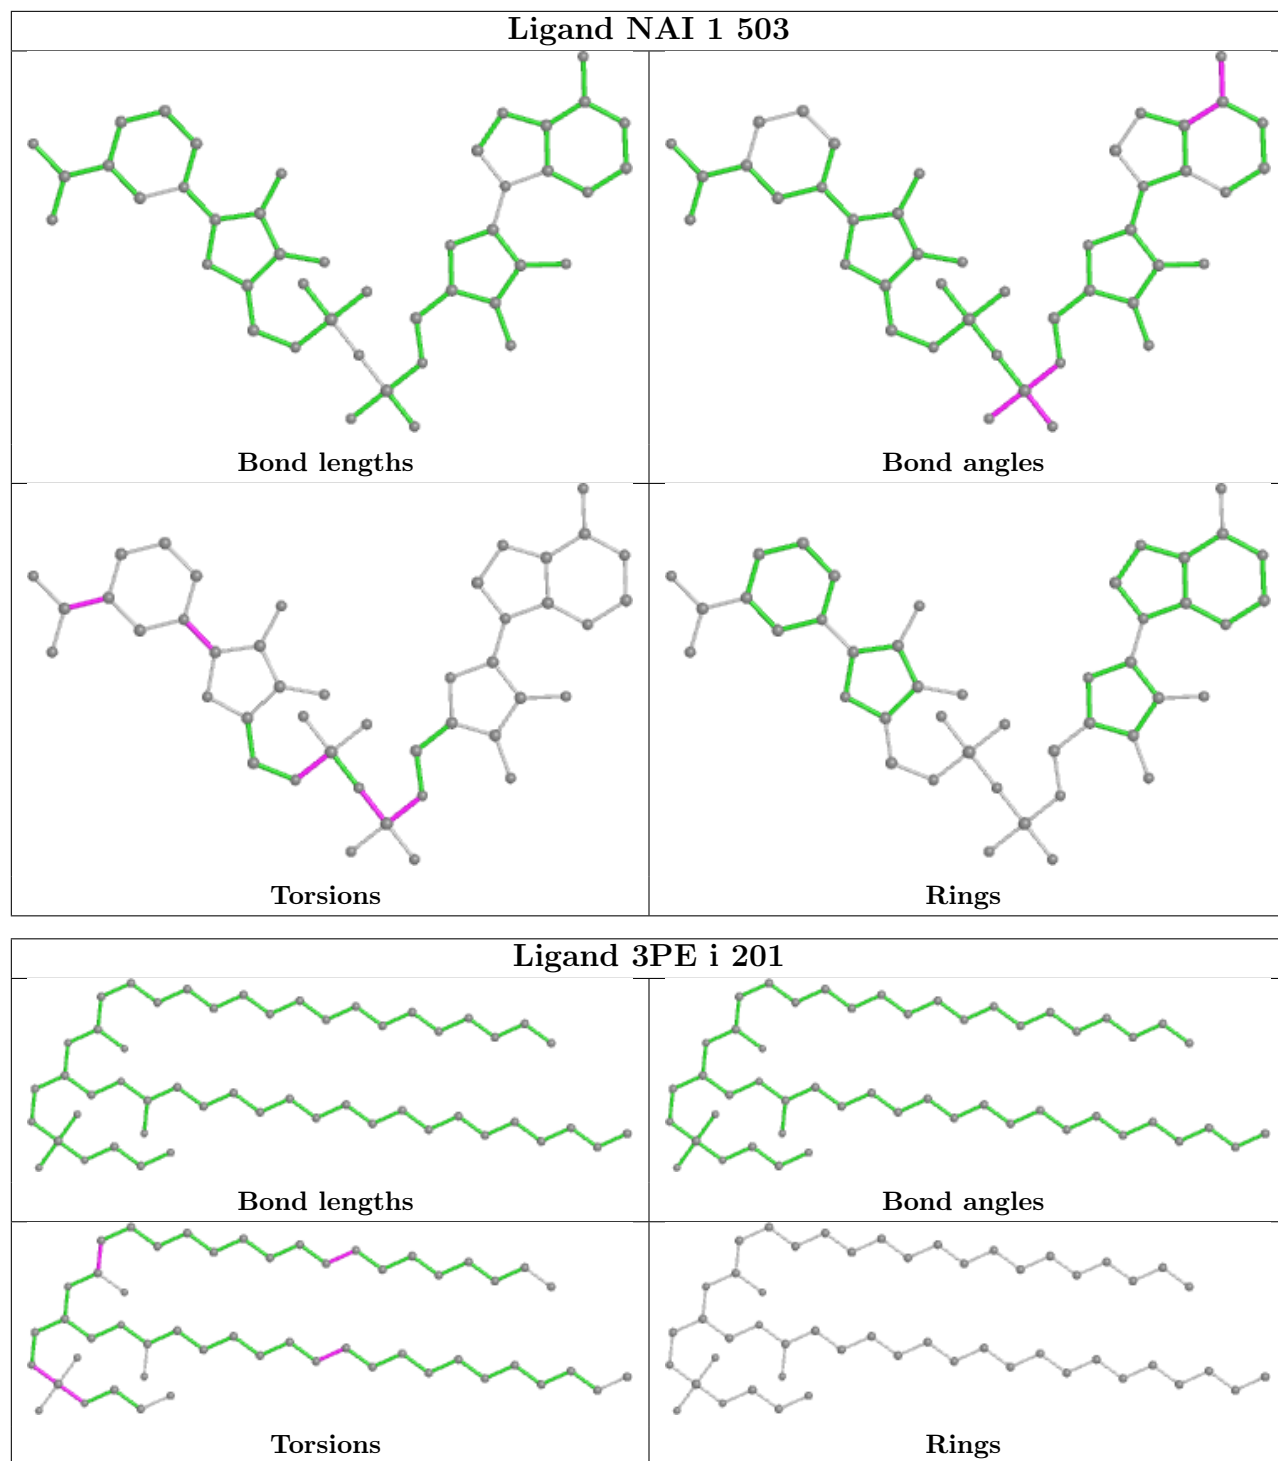 Ligand NAI 1 503
Bond lengths
Bond angles
Torsions
Rings
Ligand 3PE i 201
Bond lengths
Bond angles
Torsions
Rings